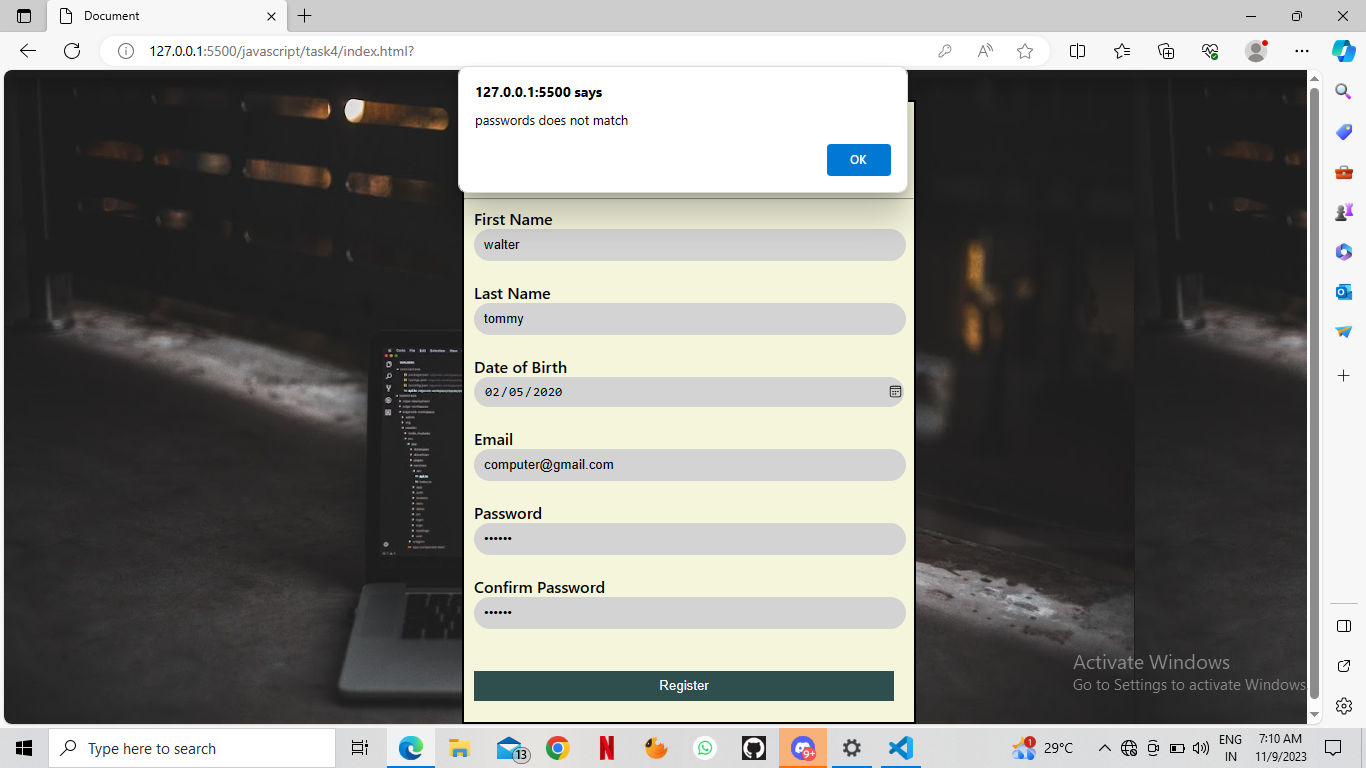 Document
127.0.0.1:5500/javascript/task4/index.html?
127.0.0.1:5500 says
passwords does not match
OK
First Name
walter
Last Name
tommy
Date of Birth
02/05/2020
Email
computer@gmail.com
Password
••••••
Confirm Password
••••••
Register
Activate Windows
Go to Settings to activate Windows.
Type here to search
13
9+
1
29°C
ENG
IN
7:10 AM
11/9/2023